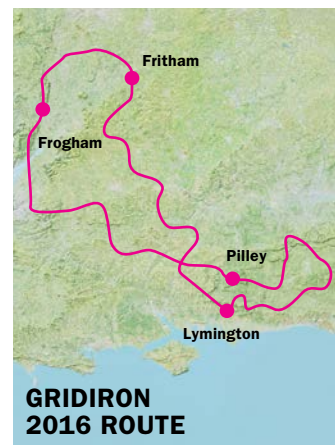 Fritham
Frogham
Pilley
Lymington
GRIDIRON
2016 ROUTE